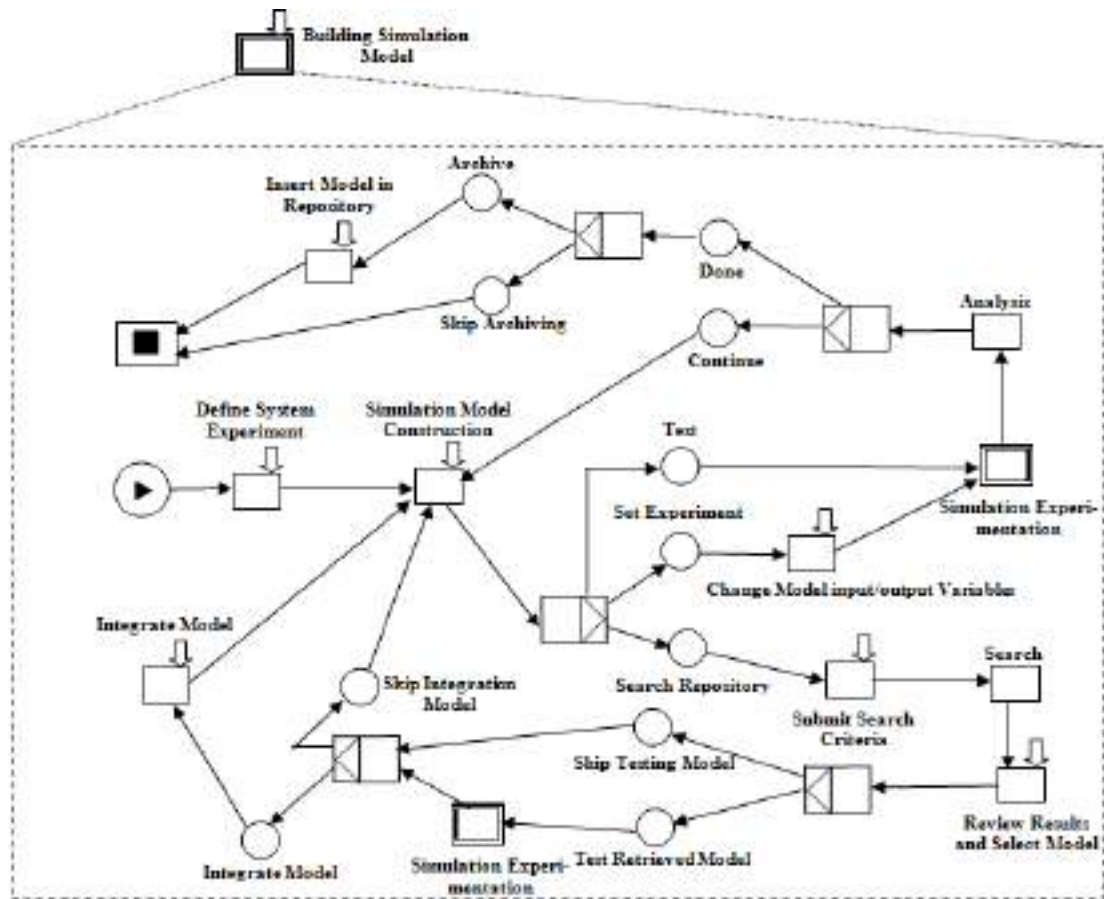 Building Simulation
Model
Archive
Insert Model in
Repository
Done
Analysis
Skip Archiving
Continue
Define System
Experiment
Simulation Model
Construction
Test
Set Experiment
Simulation Experi-
mentation
Change Model input/output Variables
Integrate Model
Search
Skip Integration
Model
Search Repository
Submit Search
Criteria
Skip Testing Model
Review Results
and Select Model
Integrate Model
Simulation Experi-
mentation
Test Retrieved Model